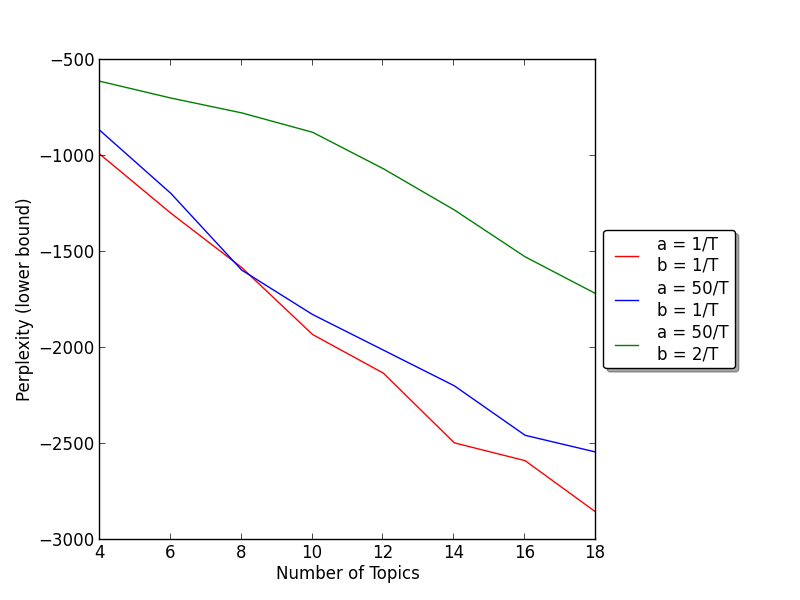 −500
−1000
−1500
−2000
−2500
−3000
Perplexity (lower bound)
4 6 8 10 12 14 16 18
Number of Topics
a = 1/T
b = 1/T
a = 50/T
b = 1/T
a = 50/T
b = 2/T